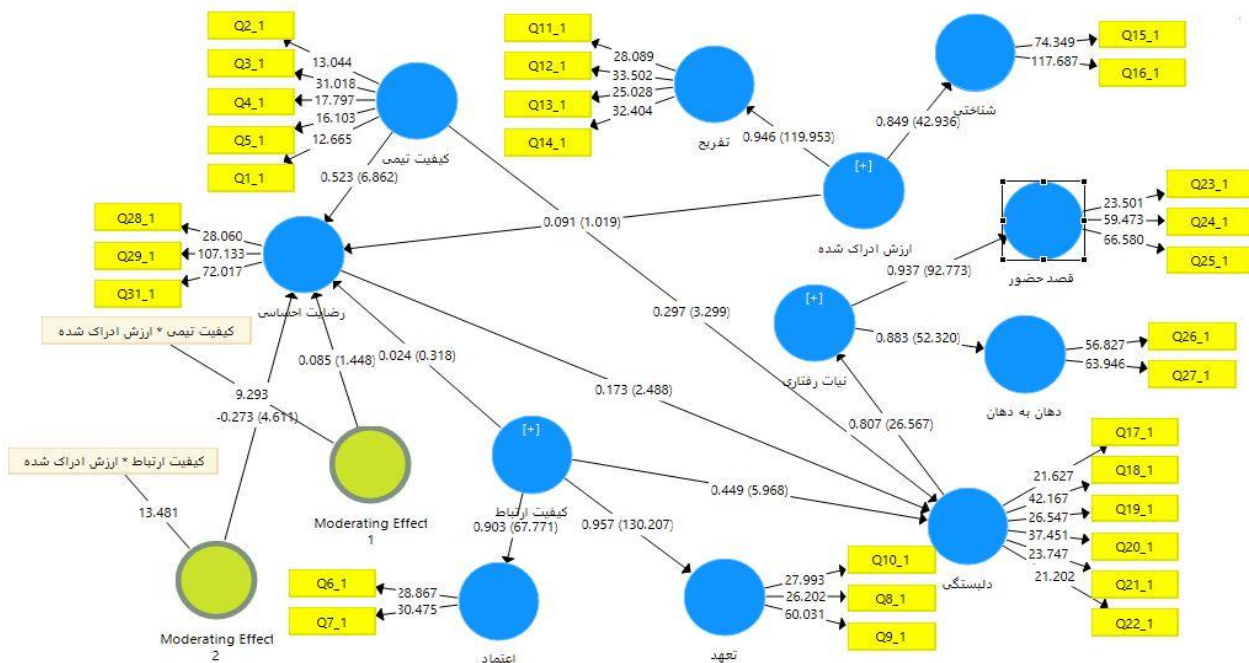 Q2_1
Q3_1
Q4_1
Q5_1
Q1_1
13.044
31.018
17.797
16.103
12.665
کیفیت تیمی
0.523 (6.862)
Q11_1
Q12_1
Q13_1
Q14_1
28.089
33.502
25.028
32.404
تفریح
0.946 (119.953)
شناختی
74.349
117.687
Q15_1
Q16_1
0.849 (42.936)
[+]
ارزش ادراک شده
0.091 (1.019)
Q28_1
Q29_1
Q31_1
28.060
107.133
72.017
رضایت احساسی
قصد حضور
23.501
59.473
66.580
Q23_1
Q24_1
Q25_1
0.937 (92.773)
[+]
نیات رفتاری
0.883 (52.320)
دهان به دهان
56.827
63.946
Q26_1
Q27_1
0.297 (3.299)
کیفیت تیمی * ارزش ادراک شده
0.085 (1.448)
0.024 (0.318)
0.173 (2.488)
0.807 (26.567)
9.293
-0.273 (4.611)
کیفیت ارتباط * ارزش ادراک شده
13.481
Moderating Effect
1
Moderating Effect
2
[+]
کیفیت ارتباط
0.449 (5.968)
0.903 (67.771)
0.957 (130.207)
Q6_1
Q7_1
28.867
30.475
اعتماد
تعهد
27.993
26.202
60.031
Q10_1
Q8_1
Q9_1
دلبستگی
21.627
42.167
26.547
37.451
23.747
21.202
Q17_1
Q18_1
Q19_1
Q20_1
Q21_1
Q22_1